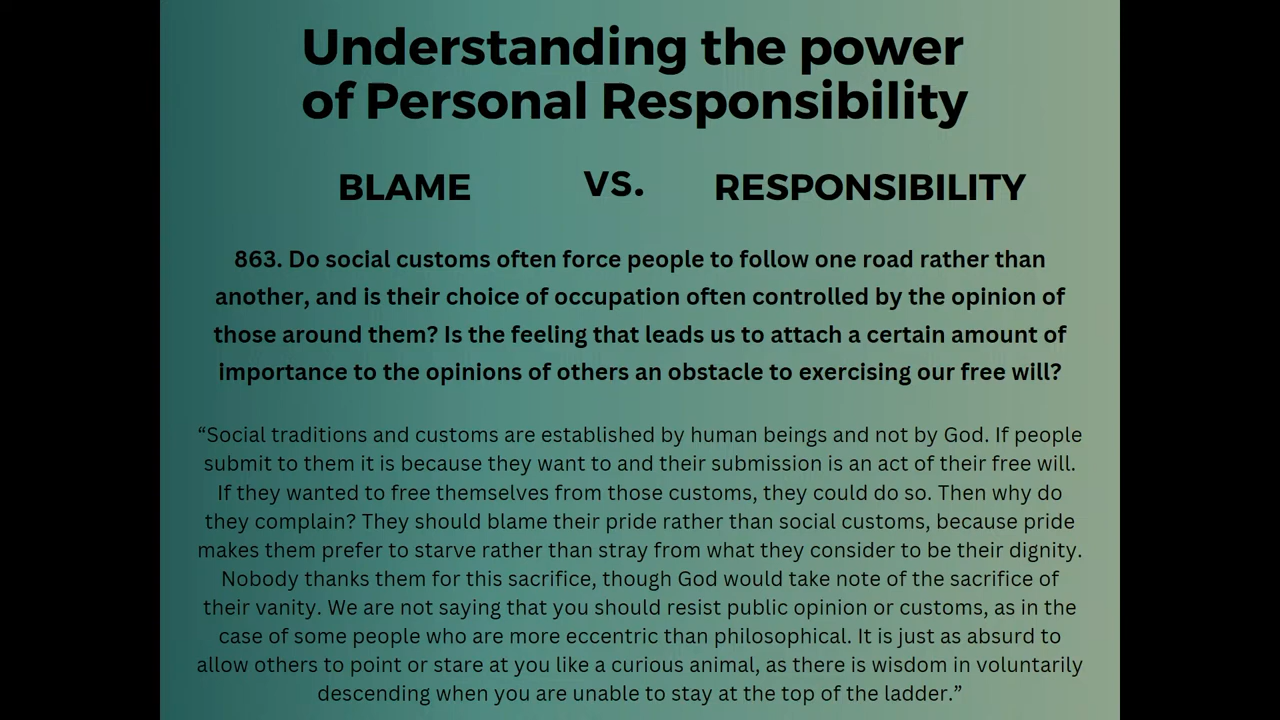 Understanding the power
of Personal Responsibility
BLAME VS. RESPONSIBILITY
863. Do social customs often force people to follow one road rather than
another, and is their choice of occupation often controlled by the opinion of
those around them? Is the feeling that leads us to attach a certain amount of
importance to the opinions of others an obstacle to exercising our free will?
“Social traditions and customs are established by human beings and not by God. If people
submit to them it is because they want to and their submission is an act of their free will.
If they wanted to free themselves from those customs, they could do so. Then why do
they complain? They should blame their pride rather than social customs, because pride
makes them prefer to starve rather than stray from what they consider to be their dignity.
Nobody thanks them for this sacrifice, though God would take note of the sacrifice of
their vanity. We are not saying that you should resist public opinion or customs, as in the
case of some people who are more eccentric than philosophical. It is just as absurd to
allow others to point or stare at you like a curious animal, as there is wisdom in voluntarily
descending when you are unable to stay at the top of the ladder.”